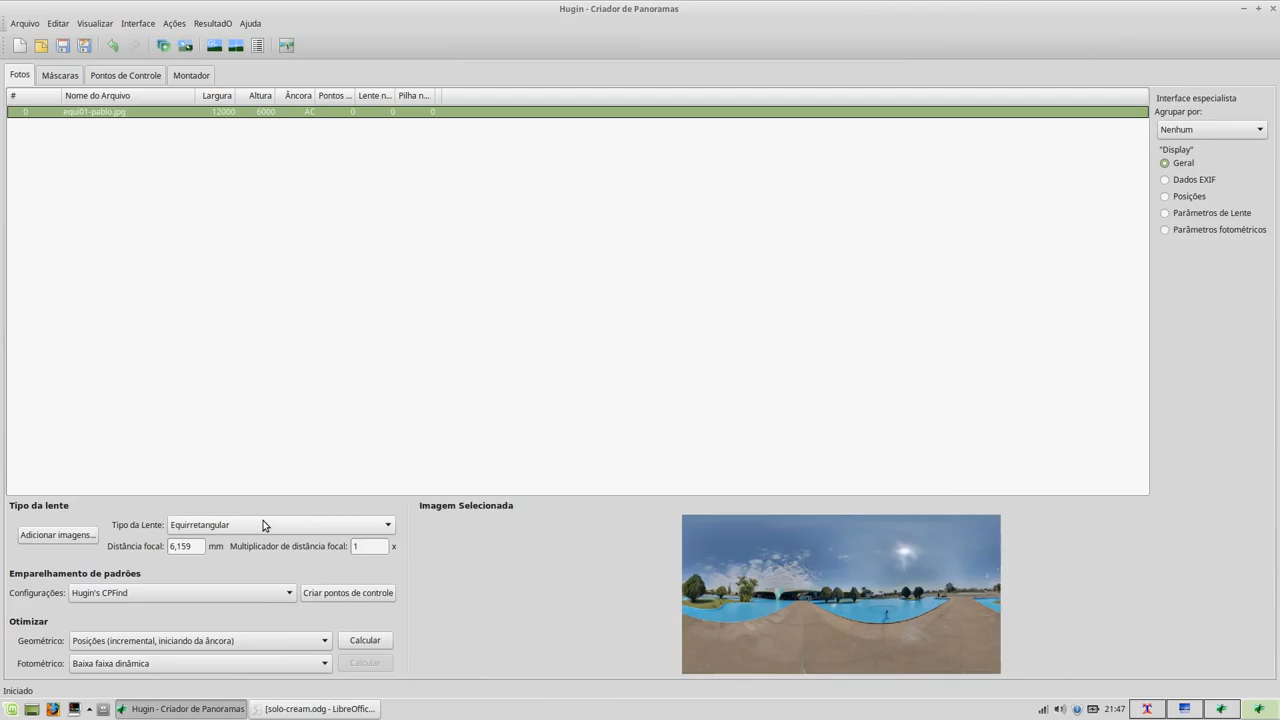 Hugin - Criador de Panoramas
Arquivo Editar Visualizar Interface Ações ResultadO Ajuda
Fotos Máscaras Pontos de Controle Montador
# Nome do Arquivo Largura Altura Âncora Pontos ... Lente n... Pilha n...
0 equi01-pablo.jpg 12000 6000 AC 0 0 0
Interface especialista
Agrupar por:
Nenhum
"Display"
Geral
Dados EXIF
Posições
Parâmetros de Lente
Parâmetros fotométricos
Tipo da lente
Adicionar imagens...
Tipo da Lente: Equirretangular
Distância focal: 6,159 mm Multiplicador de distância focal: 1 x
Emparelhamento de padrões
Configurações: Hugin's CPFind Criar pontos de controle
Otimizar
Geométrico: Posições (incremental, iniciando da âncora) Calcular
Fotométrico: Baixa faixa dinâmica Calcular
Imagem Selecionada
Iniciado
Hugin - Criador de Panoramas [solo-cream.odg - LibreOffic... 21:47